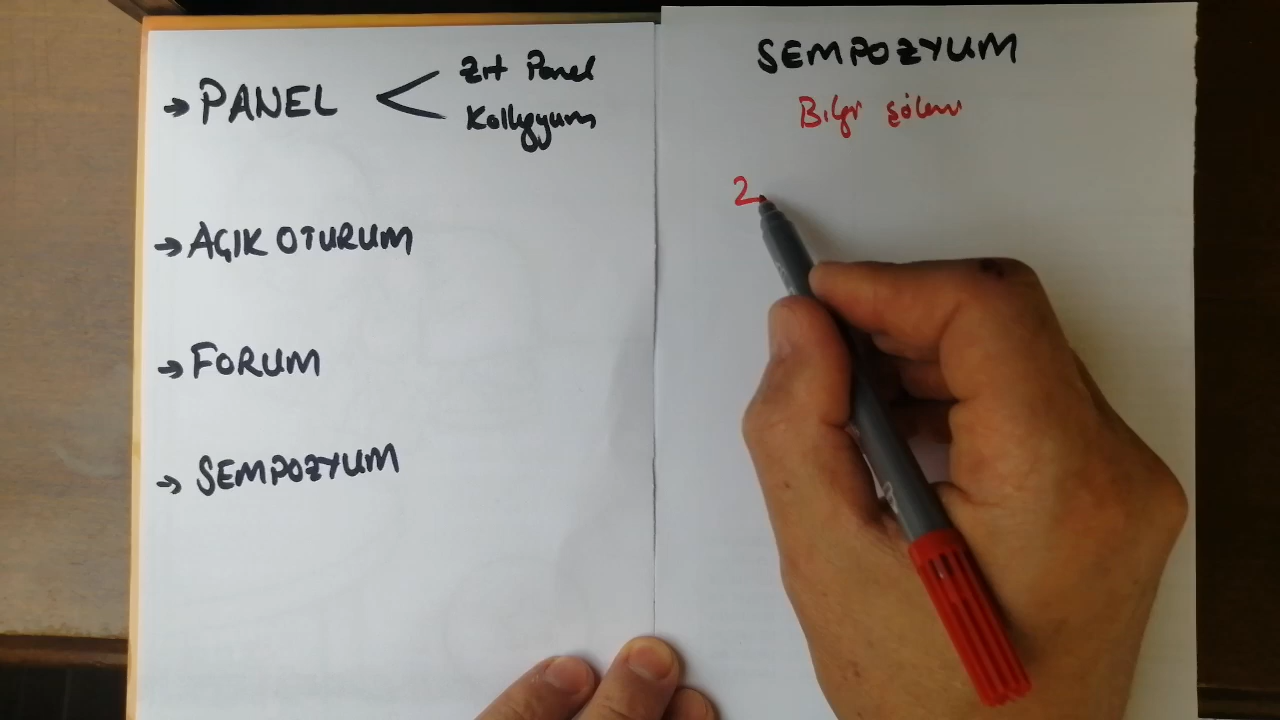 → PANEL < Zıt Panel
Kollegyum
→ AÇIK OTURUM
→ FORUM
→ SEMPOZYUM
SEMPOZYUM
Bilgi şöleni
2